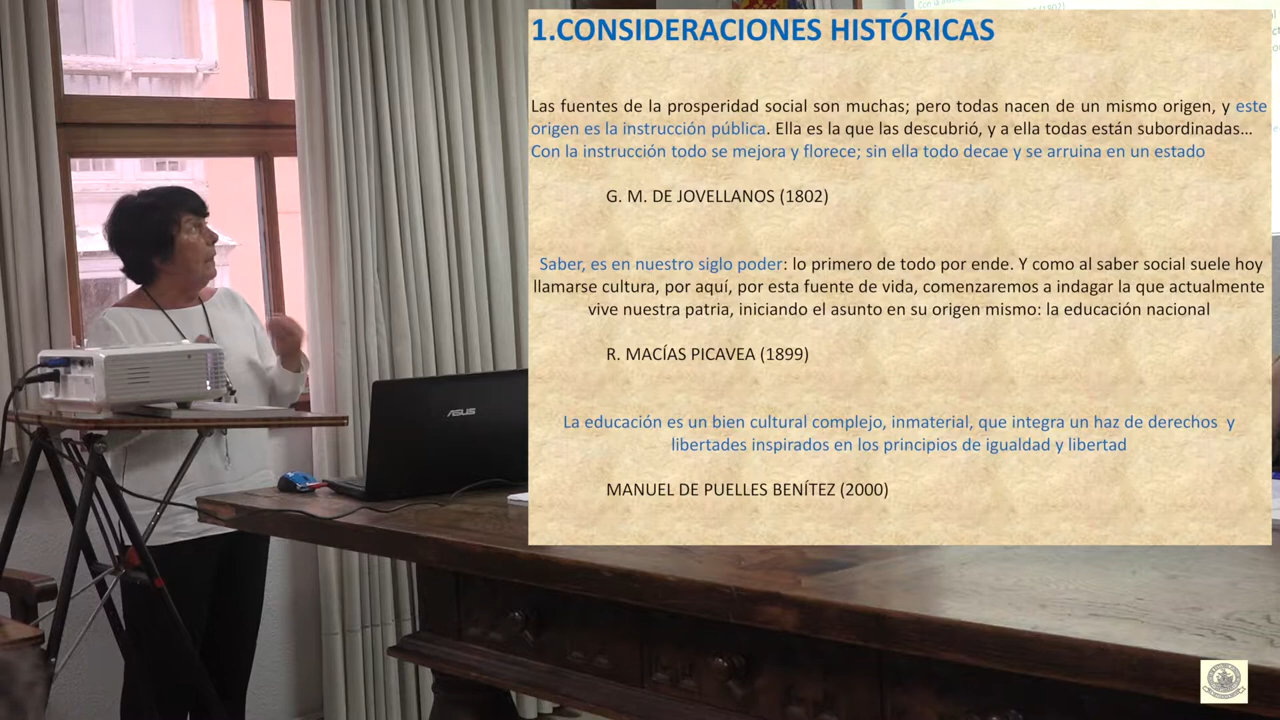 1.CONSIDERACIONES HISTÓRICAS
Las fuentes de la prosperidad social son muchas; pero todas nacen de un mismo origen, y este
origen es la instrucción pública. Ella es la que las descubrió, y a ella todas están subordinadas...
Con la instrucción todo se mejora y florece; sin ella todo decae y se arruina en un estado
G. M. DE JOVELLANOS (1802)
Saber, es en nuestro siglo poder: lo primero de todo por ende. Y como al saber social suele hoy
llamarse cultura, por aquí, por esta fuente de vida, comenzaremos a indagar la que actualmente
vive nuestra patria, iniciando el asunto en su origen mismo: la educación nacional
R. MACÍAS PICAVEA (1899)
La educación es un bien cultural complejo, inmaterial, que integra un haz de derechos y
libertades inspirados en los principios de igualdad y libertad
MANUEL DE PUELLES BENÍTEZ (2000)
ASUS